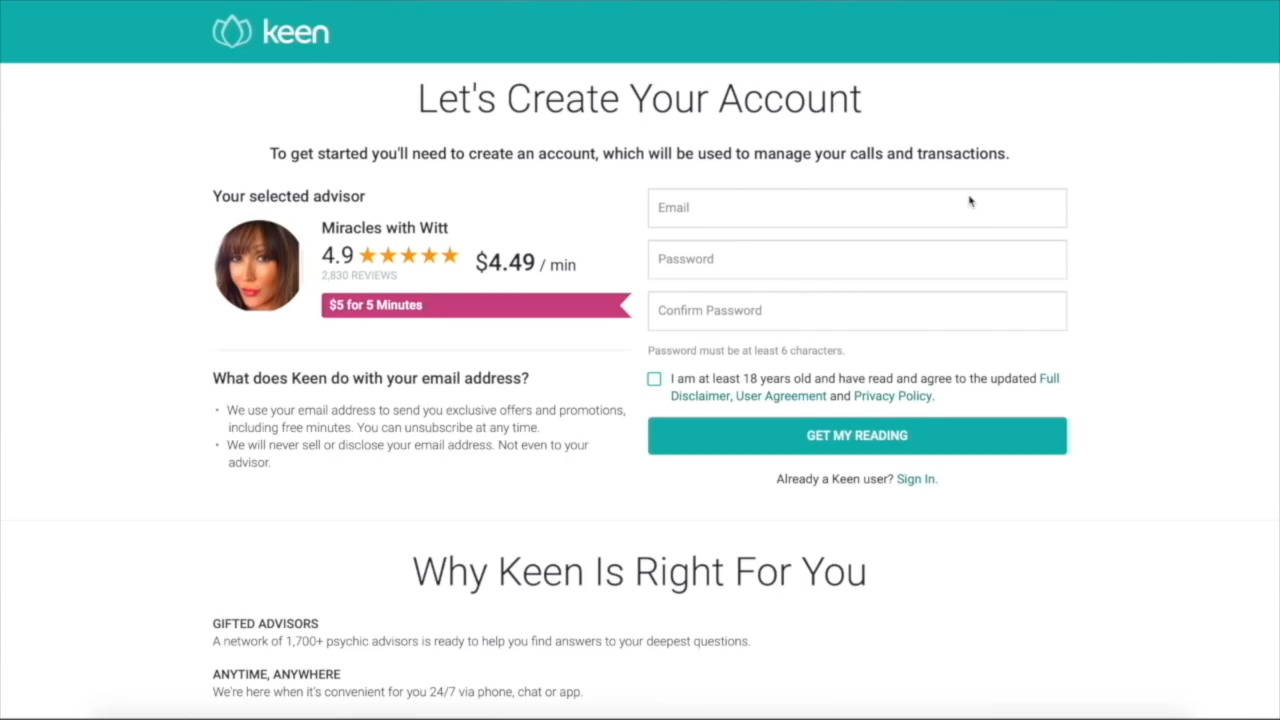 keen
Let's Create Your Account
To get started you'll need to create an account, which will be used to manage your calls and transactions.
Your selected advisor
Miracles with Witt
4.9
$4.49 / min
2,830 REVIEWS
$5 for 5 Minutes
What does Keen do with your email address?
• We use your email address to send you exclusive offers and promotions,
including free minutes. You can unsubscribe at any time.
• We will never sell or disclose your email address. Not even to your
advisor.
Email
Password
Confirm Password
Password must be at least 6 characters.
I am at least 18 years old and have read and agree to the updated Full
Disclaimer, User Agreement and Privacy Policy.
GET MY READING
Already a Keen user? Sign In.
Why Keen Is Right For You
GIFTED ADVISORS
A network of 1,700+ psychic advisors is ready to help you find answers to your deepest questions.
ANYTIME, ANYWHERE
We're here when it's convenient for you 24/7 via phone, chat or app.